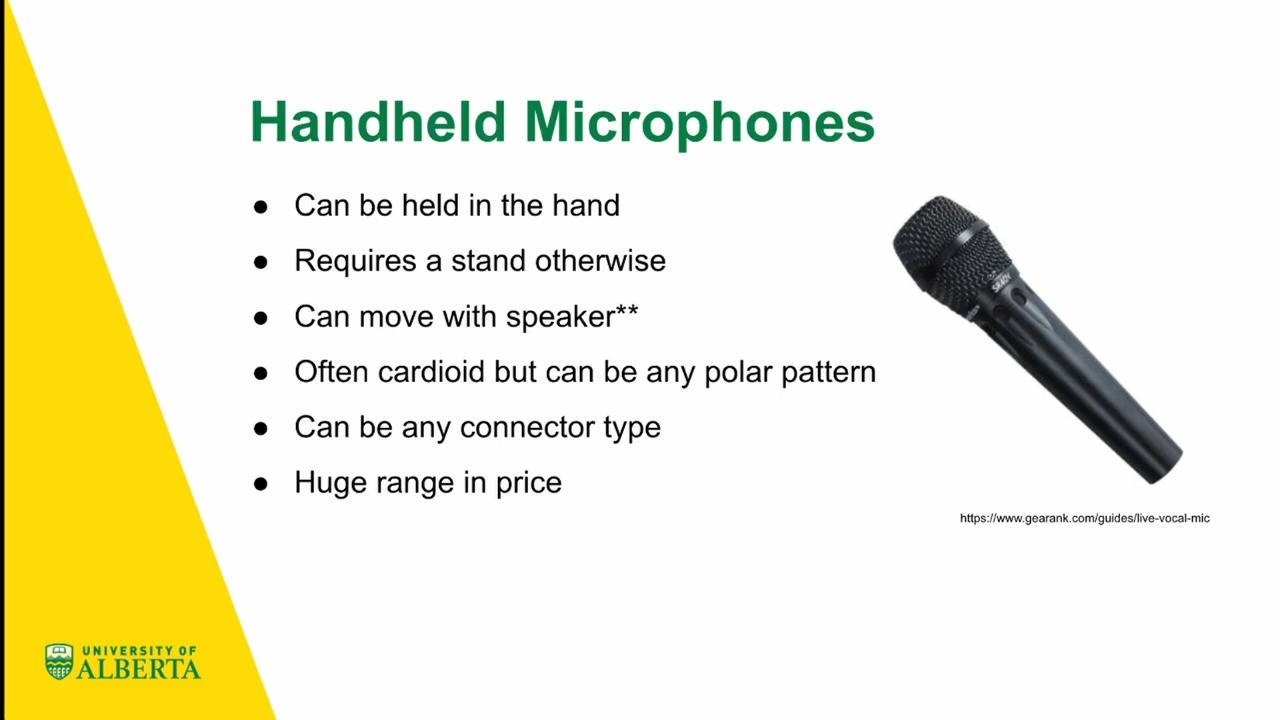 Handheld Microphones
● Can be held in the hand
● Requires a stand otherwise
● Can move with speaker**
● Often cardioid but can be any polar pattern
● Can be any connector type
● Huge range in price
https://www.gearank.com/guides/live-vocal-mic
UNIVERSITY OF
ALBERTA